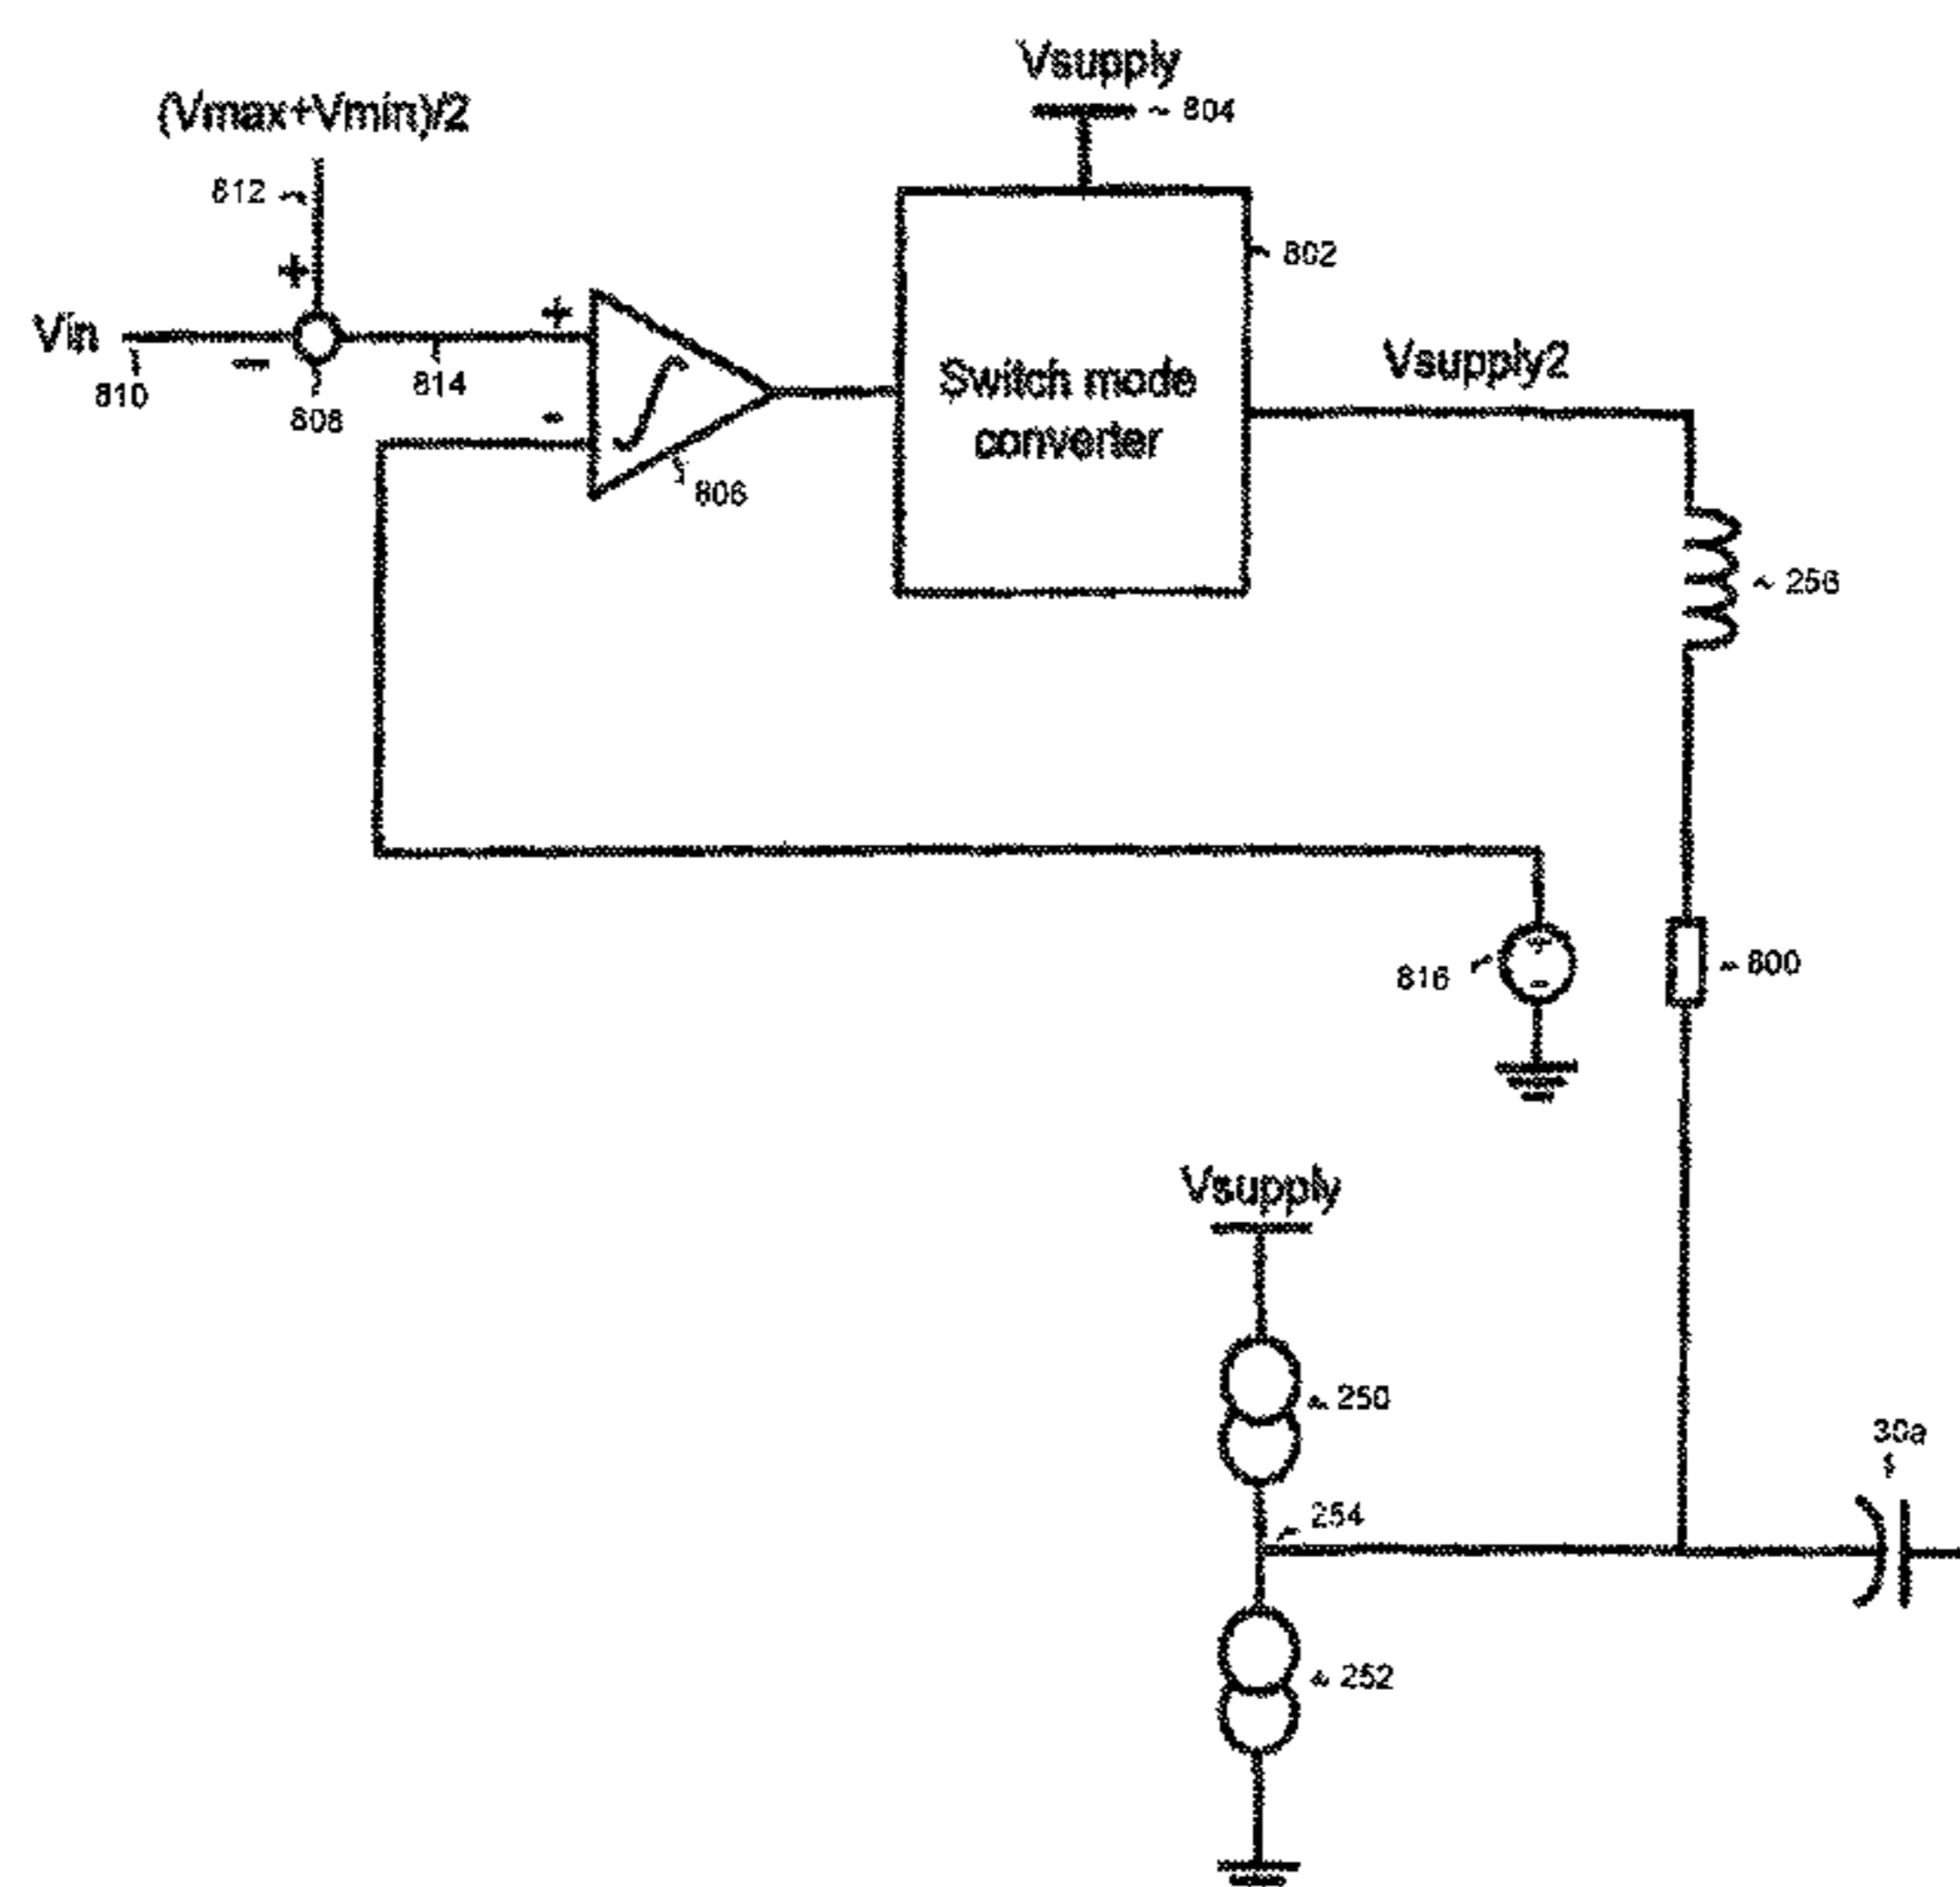 Vsupply
804
(Vmax+Vmin)/2
812
+
802
Vin
810
−
808
814
+
-
806
Switch mode
converter
Vsupply2
256
816
+
-
800
Vsupply
250
254
30a
252